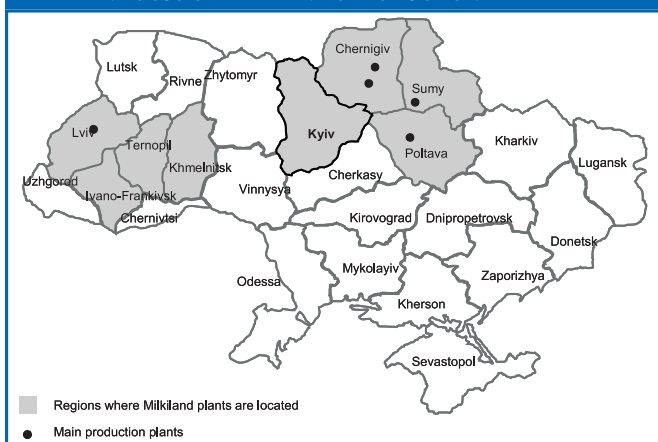 Chernigiv
Lutsk
Rivne
Zhytomyr
Sumy
Lviv
Ternopil
Kyiv
Kharkiv
Poltava
Khmelnitsk
Lugansk
Cherkasy
Uzhgorod
Vinnysya
Ivano-Frankivsk
Chernivtsi
Kirovograd
Dnipropetrovsk
Donetsk
Mykolayiv
Zaporizhya
Odessa
Kherson
Sevastopol
Regions where Milkiland plants are located
Main production plants